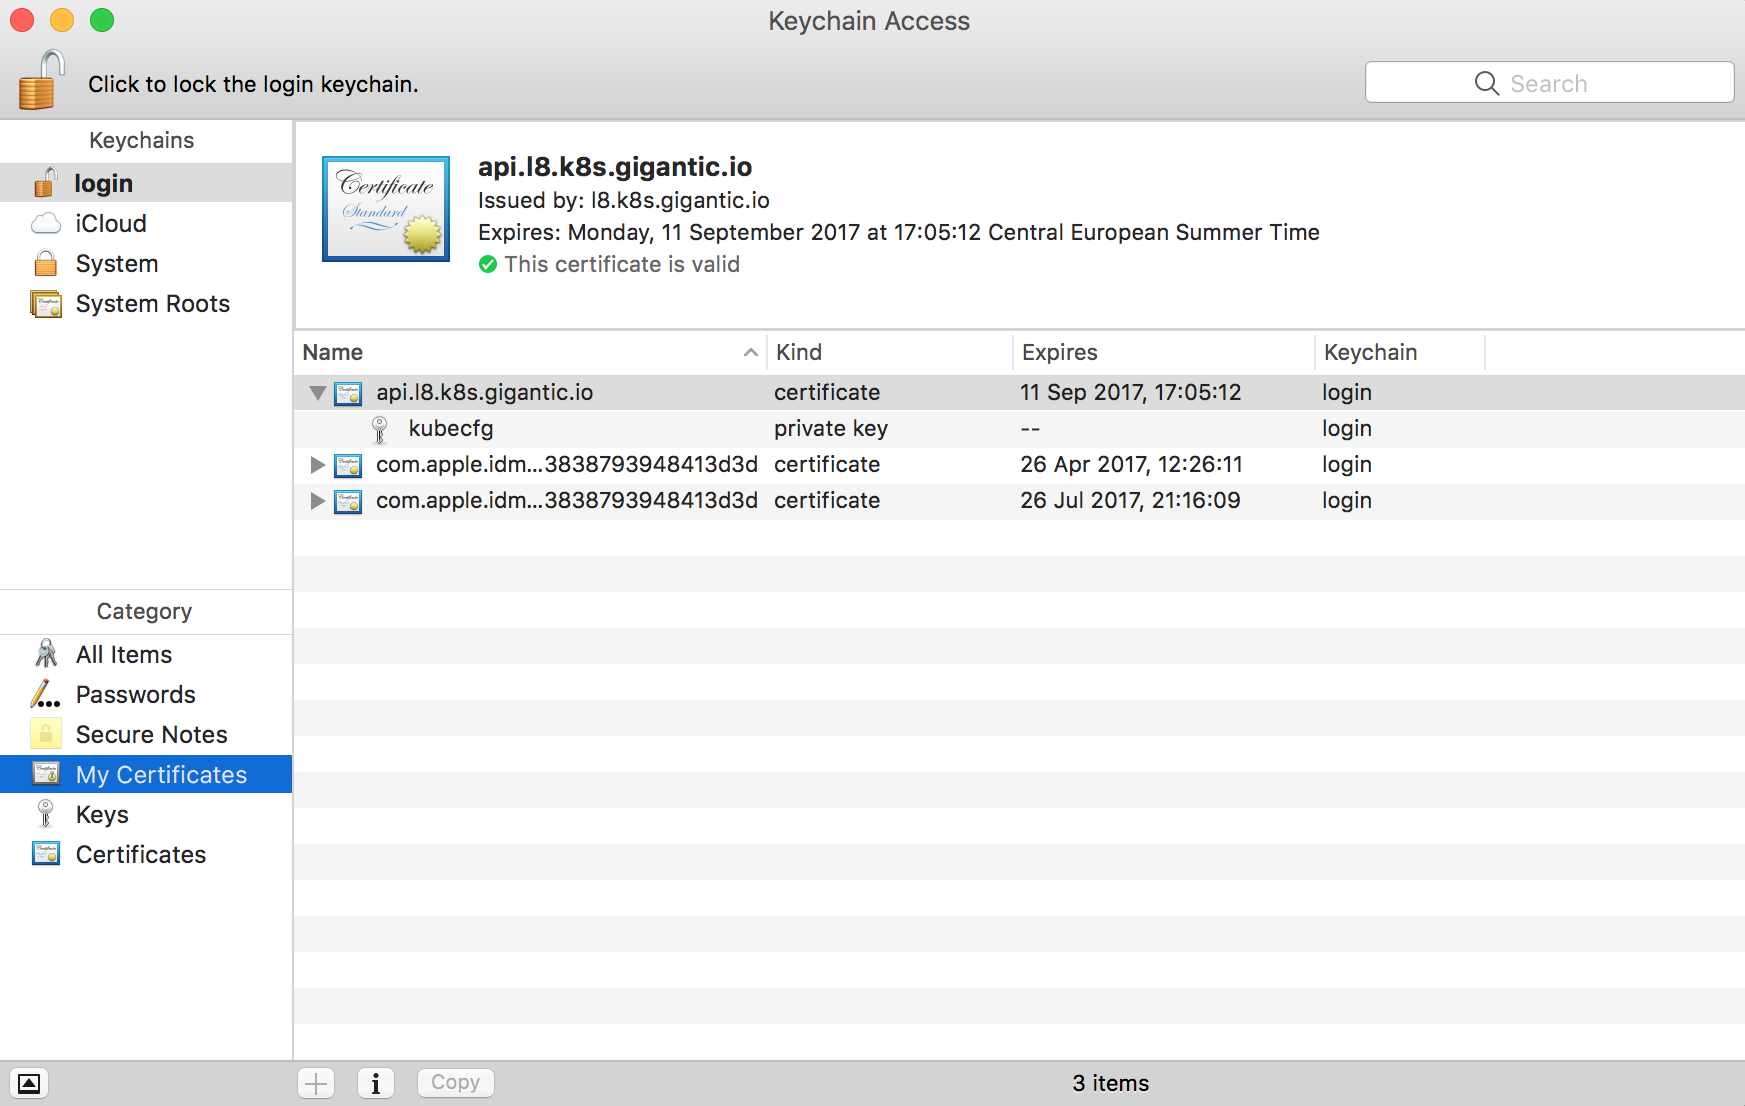 Keychain Access
Click to lock the login keychain.
Search
Keychains
login
iCloud
System
System Roots
Category
All Items
Passwords
Secure Notes
My Certificates
Keys
Certificates
Certificate
Standard
api.l8.k8s.gigantic.io
Issued by: l8.k8s.gigantic.io
Expires: Monday, 11 September 2017 at 17:05:12 Central European Summer Time
This certificate is valid
Name Kind Expires Keychain
api.l8.k8s.gigantic.io certificate 11 Sep 2017, 17:05:12 login
kubecfg private key -- login
com.apple.idm...3838793948413d3d certificate 26 Apr 2017, 12:26:11 login
com.apple.idm...3838793948413d3d certificate 26 Jul 2017, 21:16:09 login
Copy
3 items